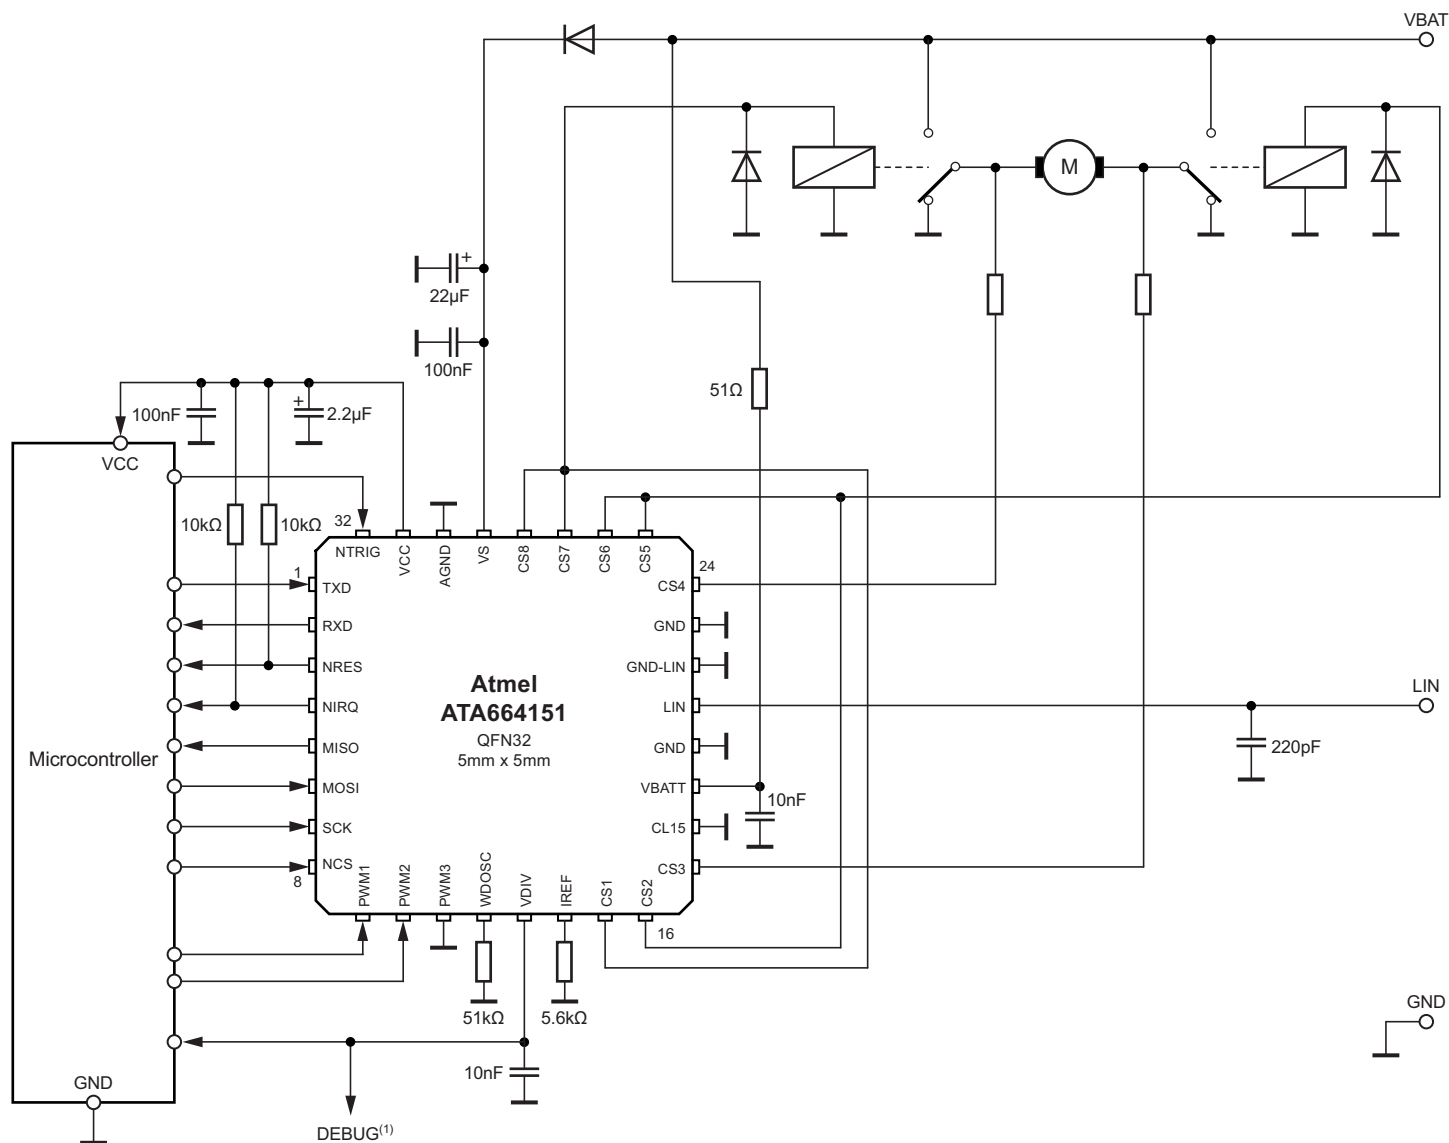 VBAT
M
+
22µF
100nF
51Ω
100nF
+
2.2µF
VCC
10kΩ
10kΩ
32
NTRIG
VCC
AGND
VS
CS8
CS7
CS6
CS5
24
1
TXD
CS4
RXD
GND
NRES
GND-LIN
Atmel
ATA664151
QFN32
5mm x 5mm
NIRQ
LIN
LIN
MISO
GND
220pF
Microcontroller
MOSI
VBATT
10nF
SCK
CL15
NCS
CS3
8
PWM1
PWM2
PWM3
WDOSC
VDIV
IREF
CS1
CS2
16
51kΩ
5.6kΩ
GND
10nF
GND
DEBUG(1)